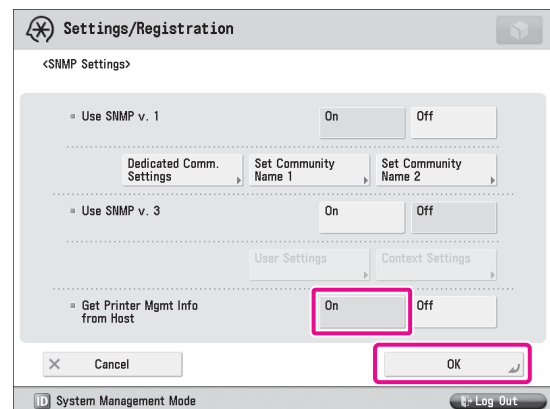 Settings/Registration
<SNMP Settings>
Use SNMP v. 1
On
Off
Dedicated Comm.
Settings
Set Community
Name 1
Set Community
Name 2
Use SNMP v. 3
On
Off
User Settings
Context Settings
Get Printer Mgmt Info
from Host
On
Off
Cancel
OK
ID System Management Mode
Log Out